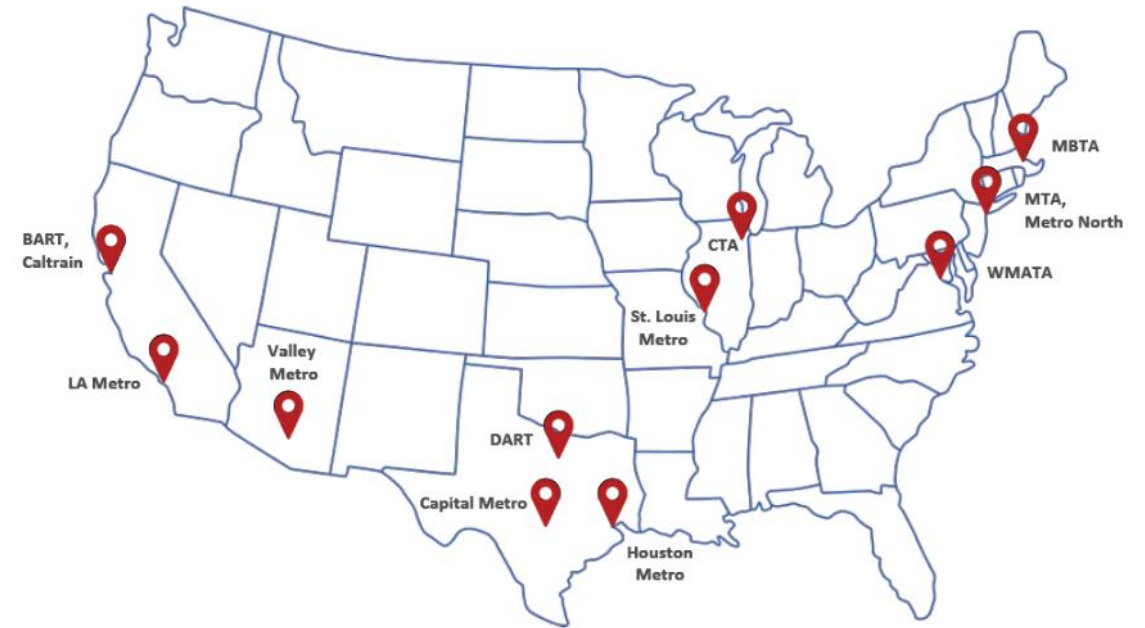 MBTA
MTA,
Metro North
BART,
Caltrain
CTA
WMATA
St. Louis
Metro
Valley
Metro
LA Metro
DART
Capital Metro
Houston
Metro